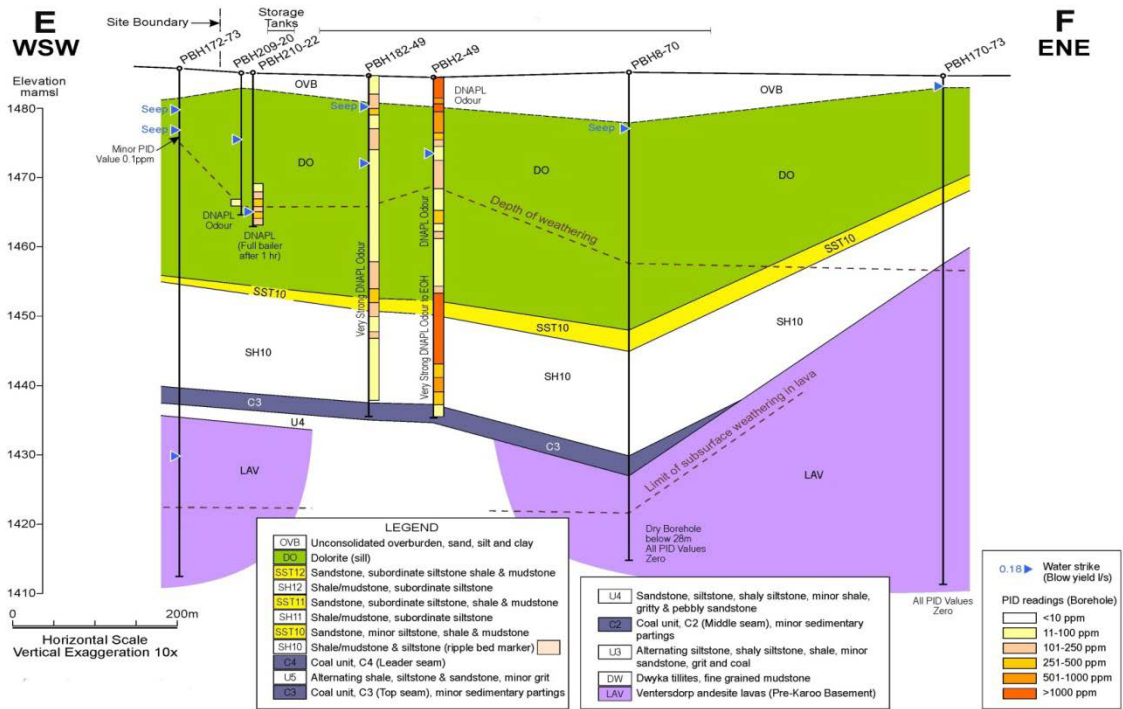 E
WSW
Site Boundary
Storage
Tanks
F
ENE
PBH172-73
PBH209-20
PBH210-22
PBH182-49
PBH2-49
PBH8-70
PBH170-73
Elevation
mamsl
1480
1470
1460
1450
1440
1430
1420
1410
OVB
OVB
Seep
Seep
Seep
Seep
Minor PID
Value 0.1ppm
DNAPL
Odour
DO
DO
DO
DNAPL
Odour
DNAPL
(Full bailer
after 1 hr)
Very Strong DNAPL Odour
DNAPL Odour
Very Strong DNAPL Odour to EOH
Depth of weathering
SST10
SST10
SST10
SH10
SH10
SH10
C3
C3
U4
LAV
LAV
Limit of subsurface weathering in lava
Dry Borehole
below 28m
All PID Values
Zero
All PID Values
Zero
0
200m
Horizontal Scale
Vertical Exaggeration 10x
LEGEND
OVB Unconsolidated overburden, sand, silt and clay
DO Dolorite (sill)
SST12 Sandstone, subordinate siltstone shale & mudstone
SH12 Shale/mudstone, subordinate siltstone
SST11 Sandstone, subordinate siltstone, shale & mudstone
SH11 Shale/mudstone, subordinate siltstone
SST10 Sandstone, minor siltstone, shale & mudstone
SH10 Shale/mudstone & siltstone (ripple bed marker)
C4 Coal unit, C4 (Leader seam)
U5 Alternating shale, siltstone & sandstone, minor grit
C3 Coal unit, C3 (Top seam), minor sedimentary partings
U4 Sandstone, siltstone, shaly siltstone, minor shale,
gritty & pebbly sandstone
C2 Coal unit, C2 (Middle seam), minor sedimentary
partings
U3 Alternating siltstone, shaly siltstone, shale, minor
sandstone, grit and coal
DW Dwyka tillites, fine grained mudstone
LAV Ventersdorp andesite lavas (Pre-Karoo Basement)
0.18 Water strike
(Blow yield l/s)
PID readings (Borehole)
<10 ppm
11-100 ppm
101-250 ppm
251-500 ppm
501-1000 ppm
>1000 ppm